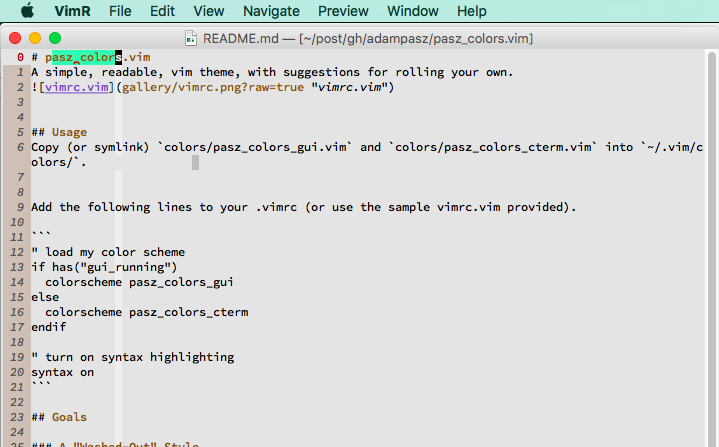 VimR File Edit View Navigate Preview Window Help
README.md — [~/post/gh/adampasz/pasz_colors.vim]
0 # pasz_colors.vim
1 A simple, readable, vim theme, with suggestions for rolling your own.
2 ![vimrc.vim](gallery/vimrc.png?raw=true "vimrc.vim")
3
4
5 ## Usage
6 Copy (or symlink) `colors/pasz_colors_gui.vim` and `colors/pasz_colors_cterm.vim` into `~/.vim/c
olors/`.
7
8
9 Add the following lines to your .vimrc (or use the sample vimrc.vim provided).
10
11 ```
12 " load my color scheme
13 if has("gui_running")
14   colorscheme pasz_colors_gui
15 else
16   colorscheme pasz_colors_cterm
17 endif
18
19 " turn on syntax highlighting
20 syntax on
21 ```
22
23 ## Goals
24
25 ### A "Washed-Out" Style